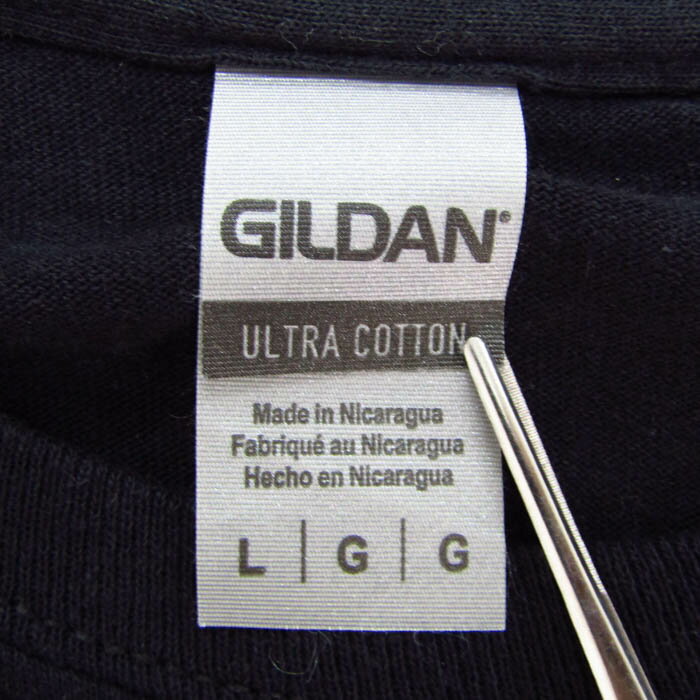 GILDAN®
ULTRA COTTON
Made in Nicaragua
Fabriqué au Nicaragua
Hecho en Nicaragua
L | G | G